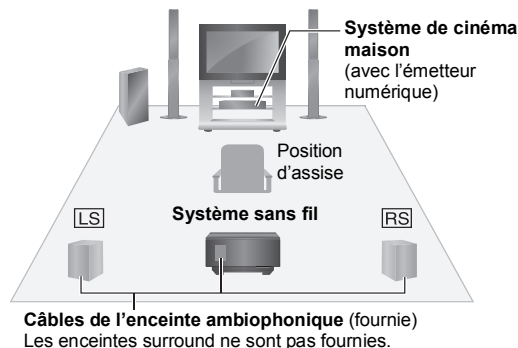 Système de cinéma
maison
(avec l'émetteur
numérique)
Position
d'assise
Système sans fil
LS
RS
Câbles de l'enceinte ambiophonique (fournie)
Les enceintes surround ne sont pas fournies.